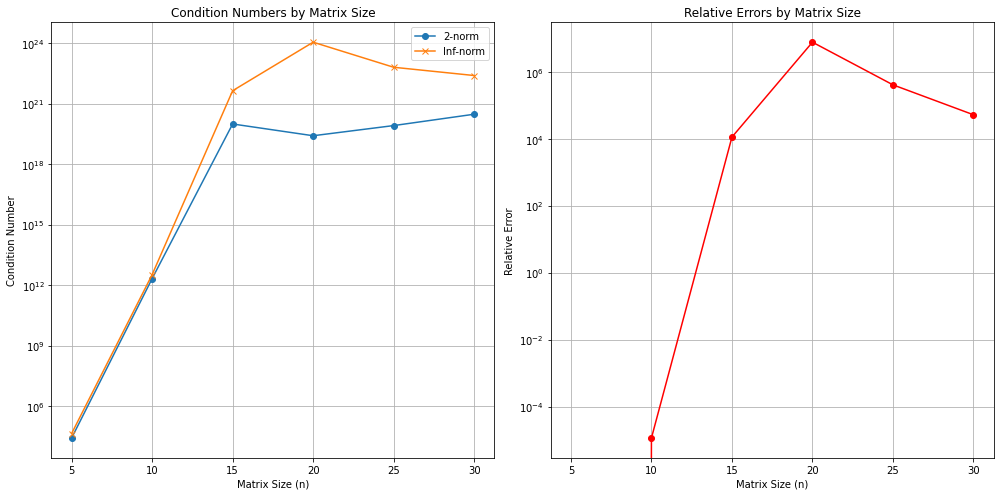 Condition Numbers by Matrix Size
2-norm
Inf-norm
Condition Number
10^24
10^21
10^18
10^15
10^12
10^9
10^6
5 10 15 20 25 30
Matrix Size (n)
Relative Errors by Matrix Size
Relative Error
10^6
10^4
10^2
10^0
10^−2
10^−4
5 10 15 20 25 30
Matrix Size (n)